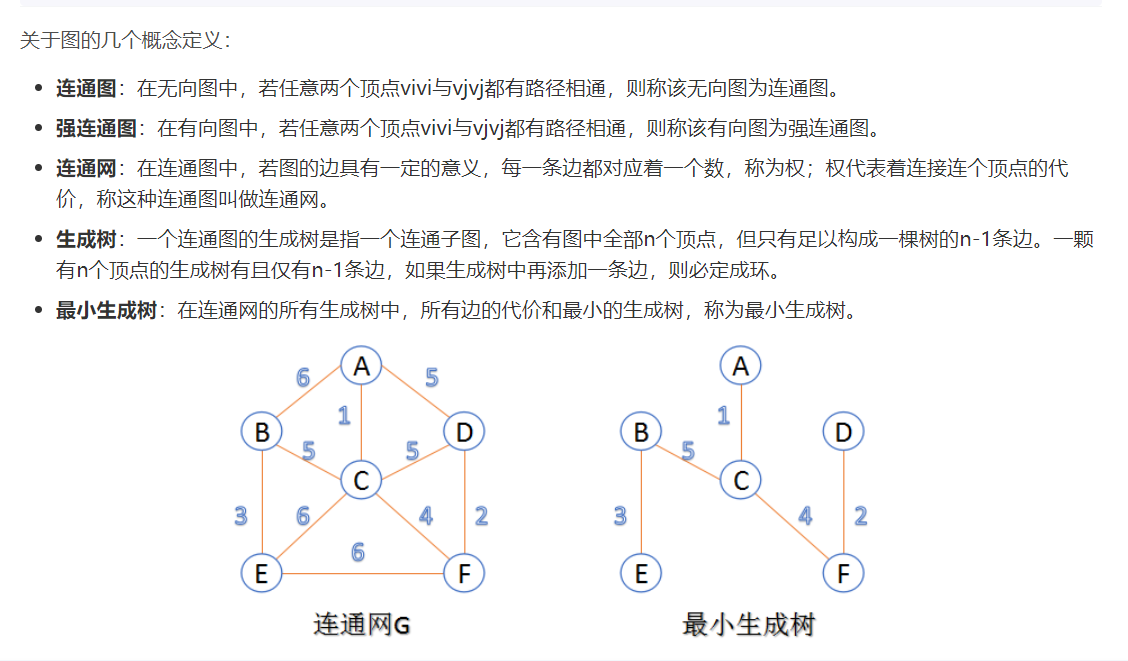 关于图的几个概念定义：
连通图：在无向图中，若任意两个顶点vivi与vjvj都有路径相通，则称该无向图为连通图。
强连通图：在有向图中，若任意两个顶点vivi与vjvj都有路径相通，则称该有向图为强连通图。
连通网：在连通图中，若图的边具有一定的意义，每一条边都对应着一个数，称为权；权代表着连接连个顶点的代
价，称这种连通图叫做连通网。
生成树：一个连通图的生成树是指一个连通子图，它含有图中全部n个顶点，但只有足以构成一棵树的n-1条边。一颗
有n个顶点的生成树有且仅有n-1条边，如果生成树中再添加一条边，则必定成环。
最小生成树：在连通网的所有生成树中，所有边的代价和最小的生成树，称为最小生成树。
A
6
5
1
B
D
5
5
C
3
6
4
2
6
E
F
连通网G
A
1
B
D
5
C
3
4
2
E
F
最小生成树